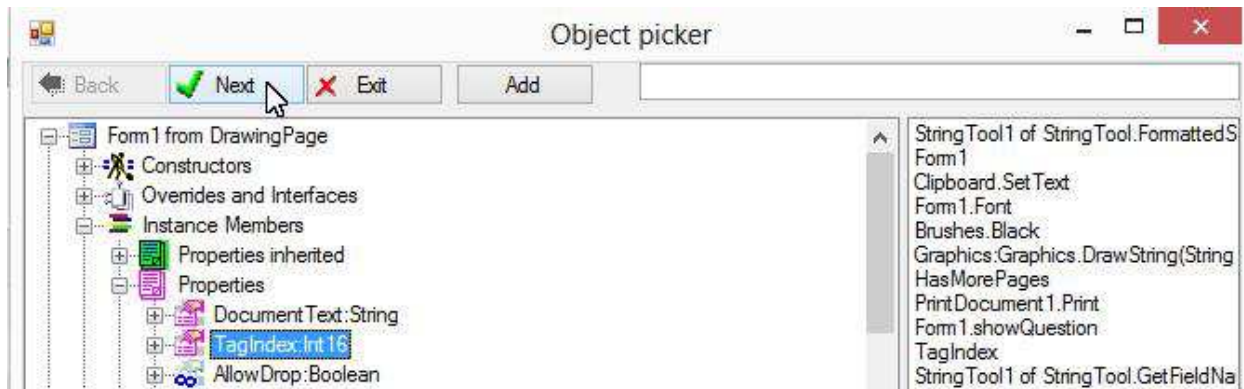 Object picker
Back Next Exit Add
Form1 from DrawingPage
Constructors
Overrides and Interfaces
Instance Members
Properties inherited
Properties
DocumentText:String
TagIndex:Int16
AllowDrop:Boolean
StringTool1 of StringTool.FormattedS
Form1
Clipboard.SetText
Form1.Font
Brushes.Black
Graphics:Graphics.DrawString(String
HasMorePages
PrintDocument1.Print
Form1.showQuestion
TagIndex
StringTool1 of StringTool.GetFieldNa